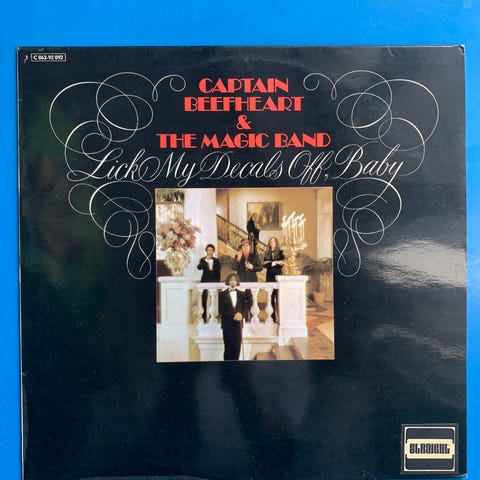 C 062-92 092
CAPTAIN
BEEFHEART
&
THE MAGIC BAND
Lick My Decals Off, Baby
STRAIGHT